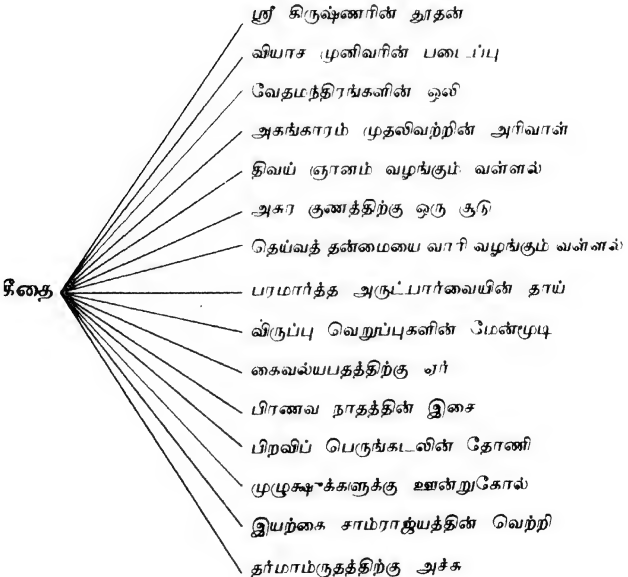 ஸ்ரீ கிருஷ்ணரின் தூதன்
வியாச முனிவரின் படைப்பு
வேதமந்திரங்களின் ஒலி
அகங்காரம் முதலிவற்றின் அரிவாள்
திவய் ஞானம் வழங்கும் வள்ளல்
அசுர குணத்திற்கு ஒரு சூடு
தெய்வத் தன்மையை வாரி வழங்கும் வள்ளல்
கீதை
பரமார்த்த அருட்பார்வையின் தாய்
விருப்பு வெறுப்புகளின் மேன்மூடி
கைவல்யபதத்திற்கு ஏர்
பிரணவ நாதத்தின் இசை
பிறவிப் பெருங்கடலின் தோணி
முமுக்ஷுக்களுக்கு ஊன்றுகோல்
இயற்கை சாம்ராஜ்யத்தின் வெற்றி
தர்மாம்ருதத்திற்கு அச்சு